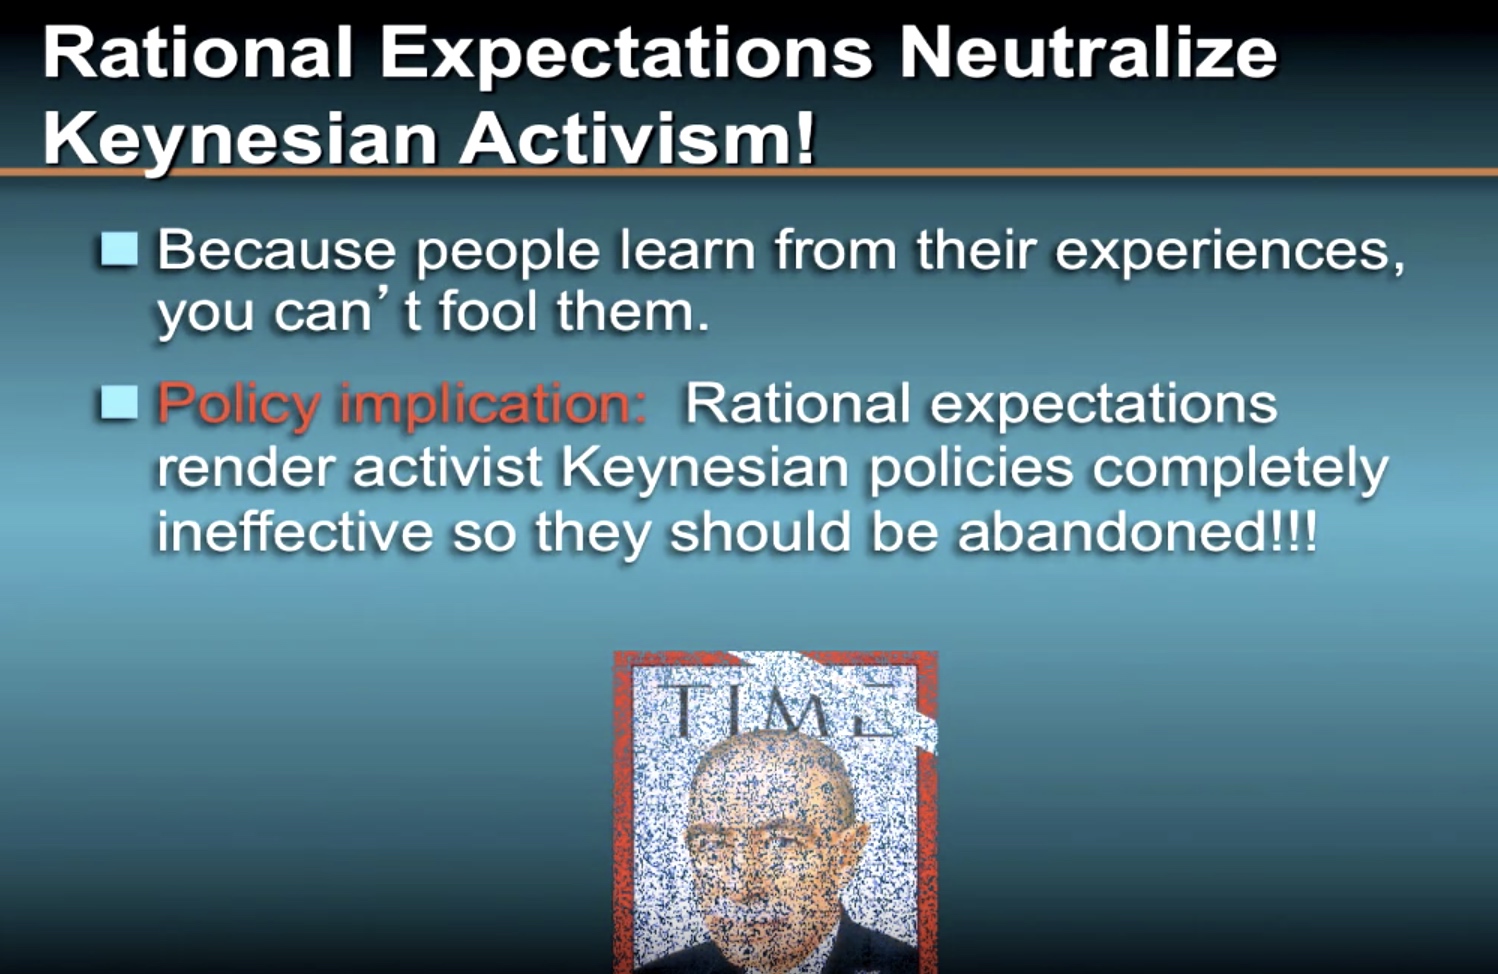 Rational Expectations Neutralize
Keynesian Activism!
Because people learn from their experiences,
you can’t fool them.
Policy implication: Rational expectations
render activist Keynesian policies completely
ineffective so they should be abandoned!!!
TIME